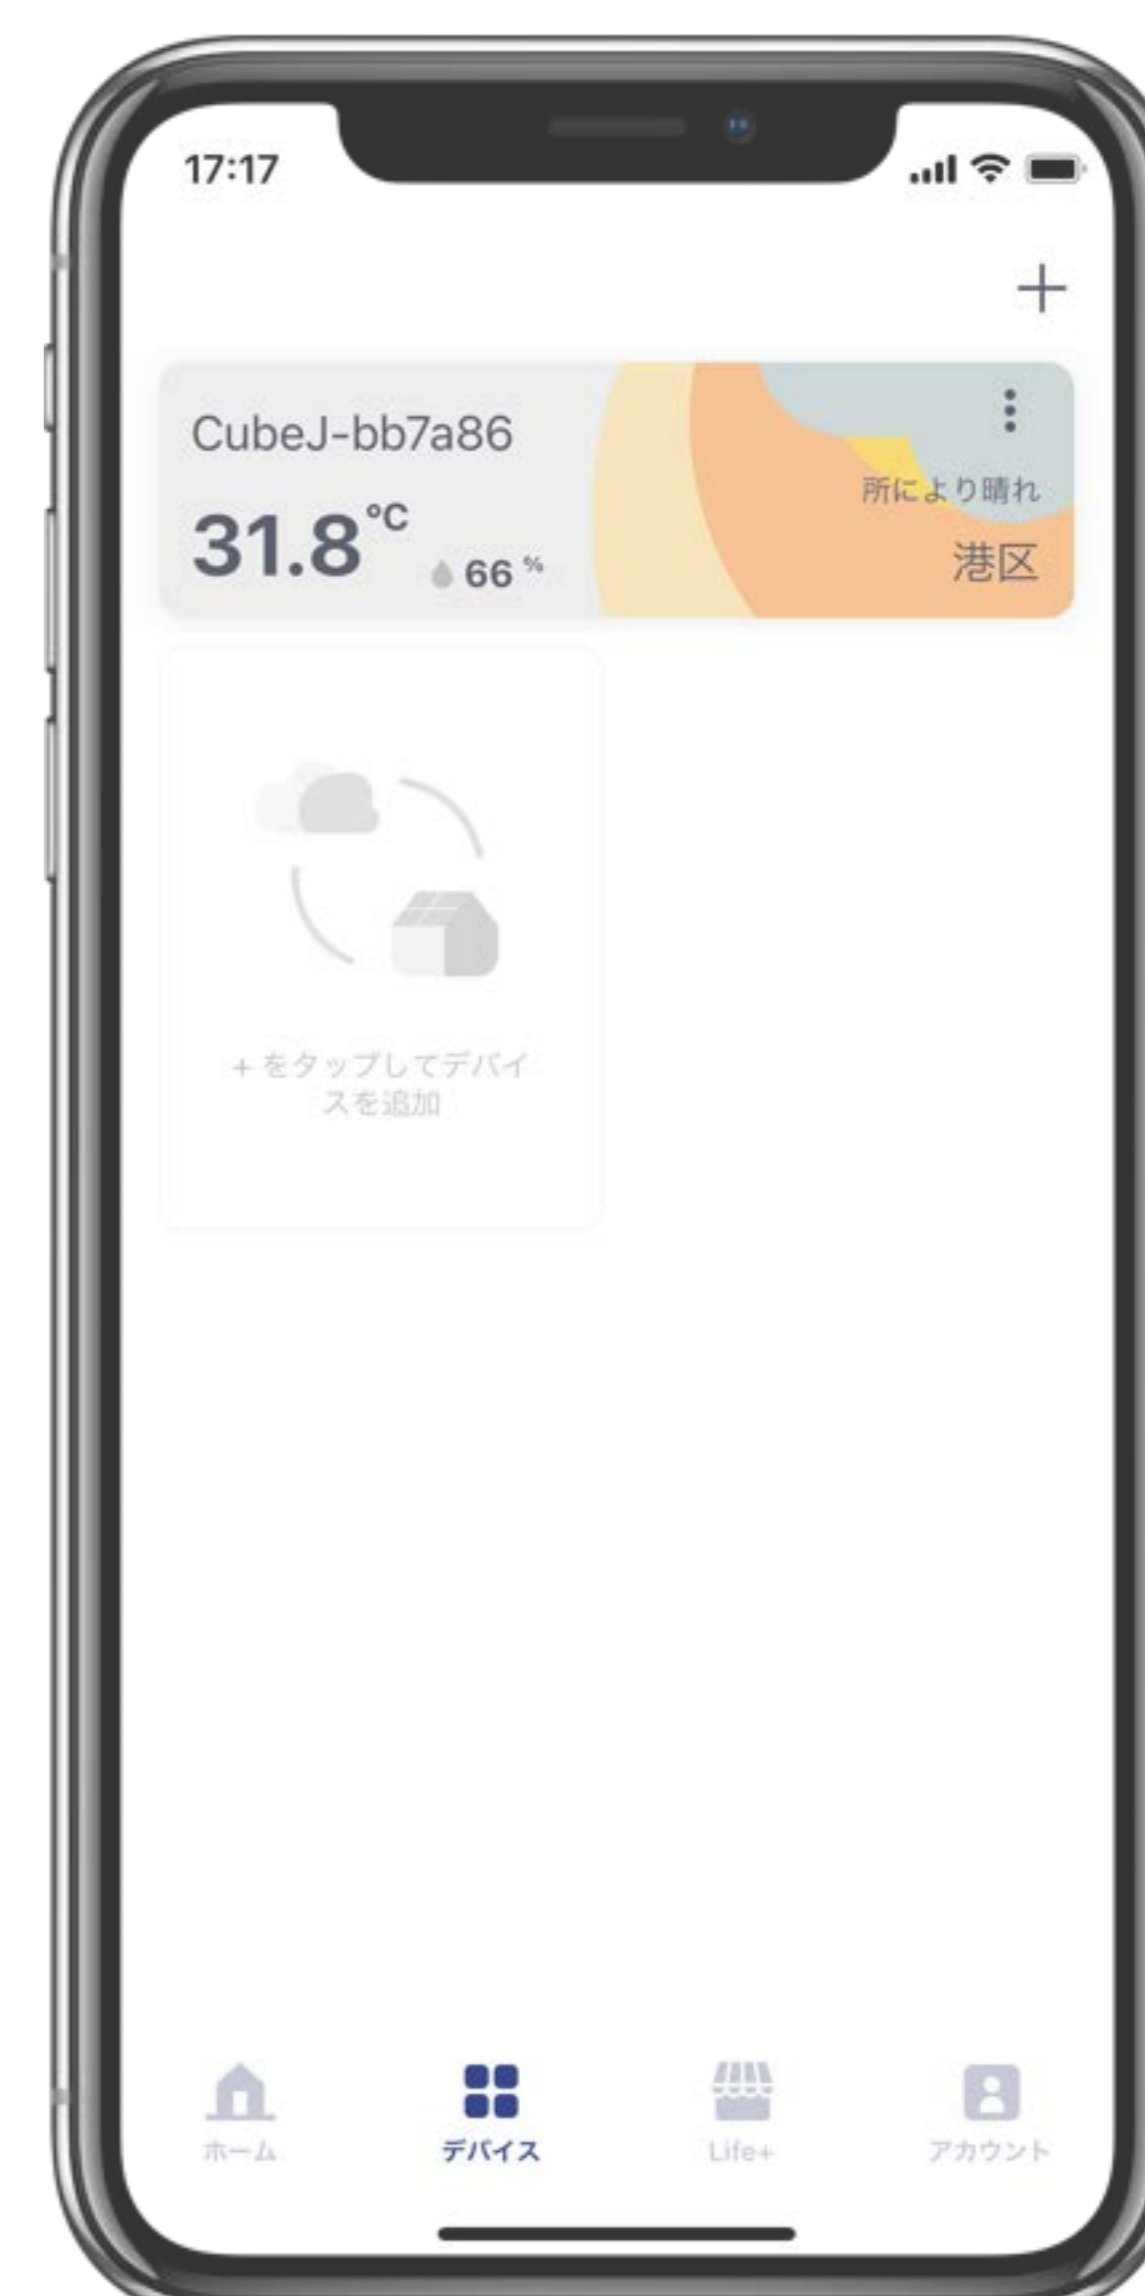 17:17
+
CubeJ-bb7a86
31.8℃
66 %
所により晴れ
港区
+ をタップしてデバイ
スを追加
ホーム
デバイス
Life+
アカウント